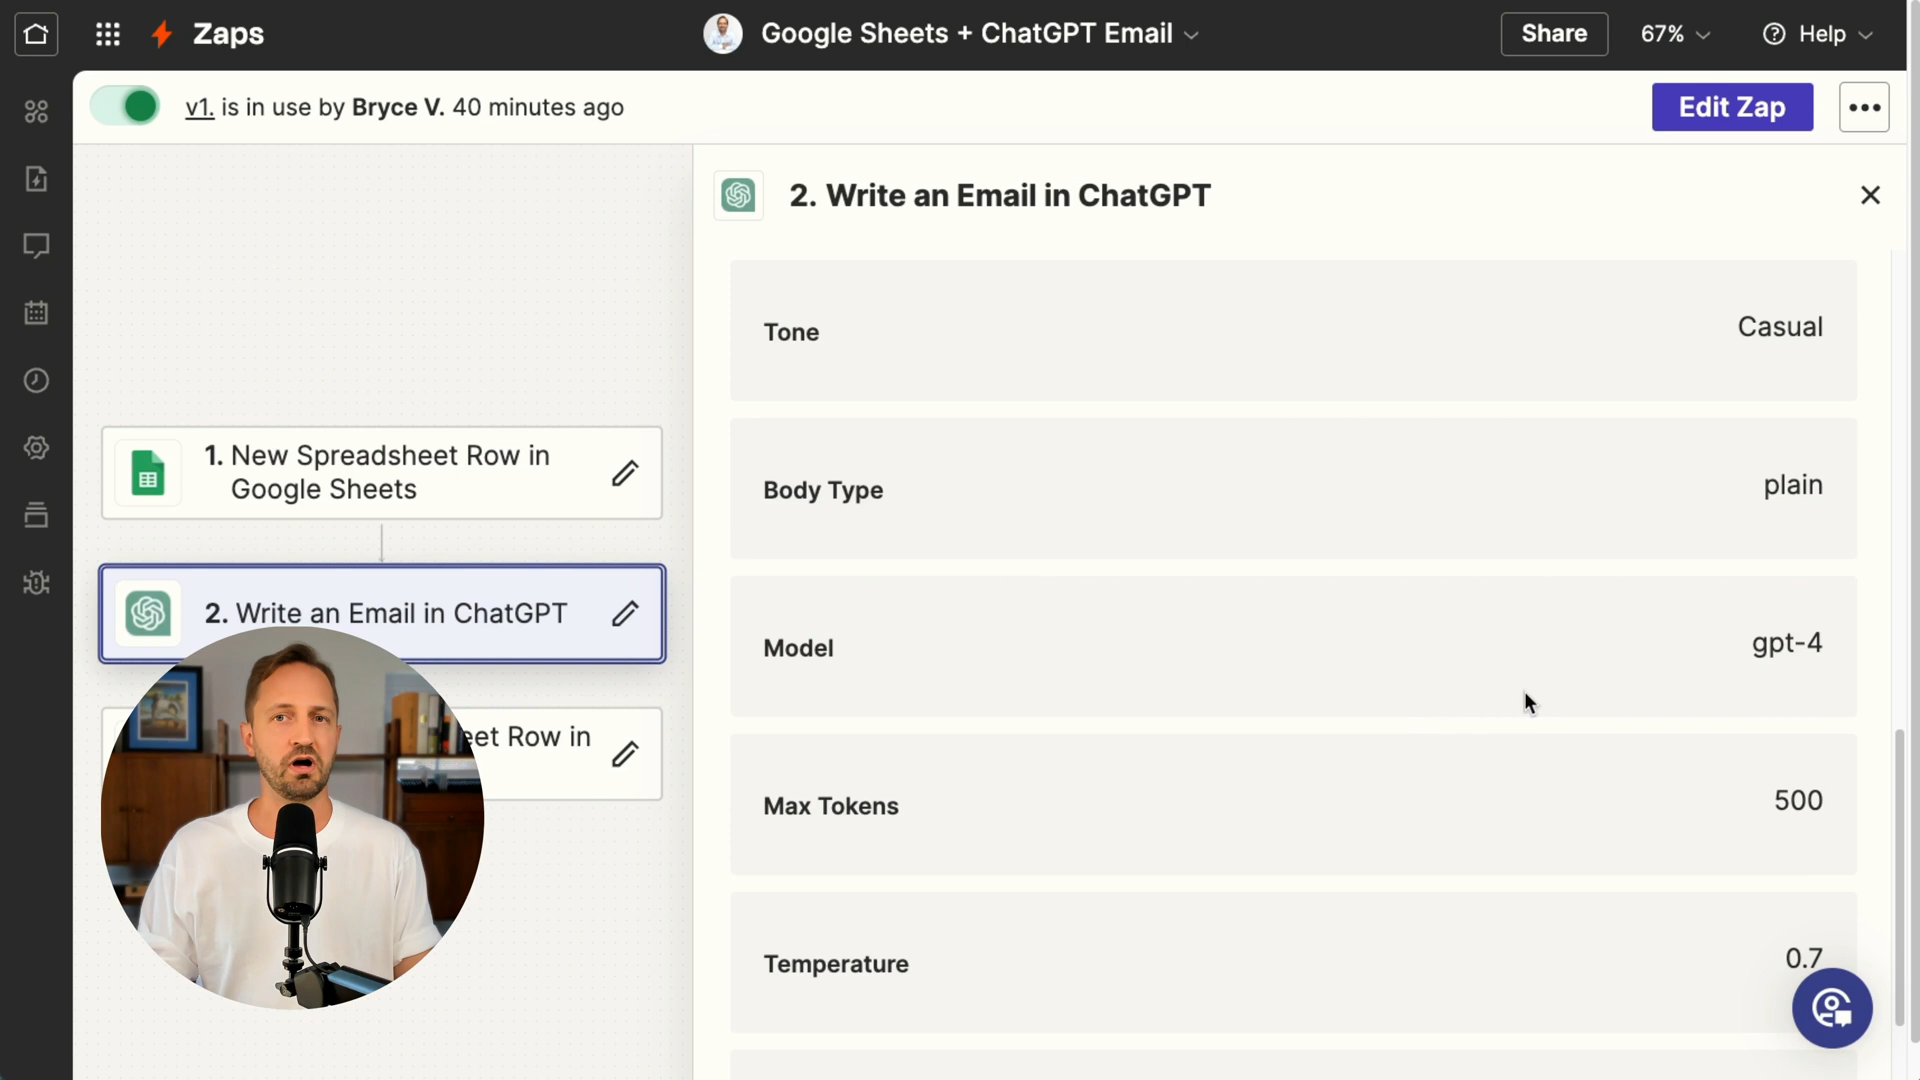 Zaps
Google Sheets + ChatGPT Email
Share
67%
Help
v1. is in use by Bryce V. 40 minutes ago
Edit Zap
1. New Spreadsheet Row in
Google Sheets
2. Write an Email in ChatGPT
eet Row in
2. Write an Email in ChatGPT
Tone
Casual
Body Type
plain
Model
gpt-4
Max Tokens
500
Temperature
0.7